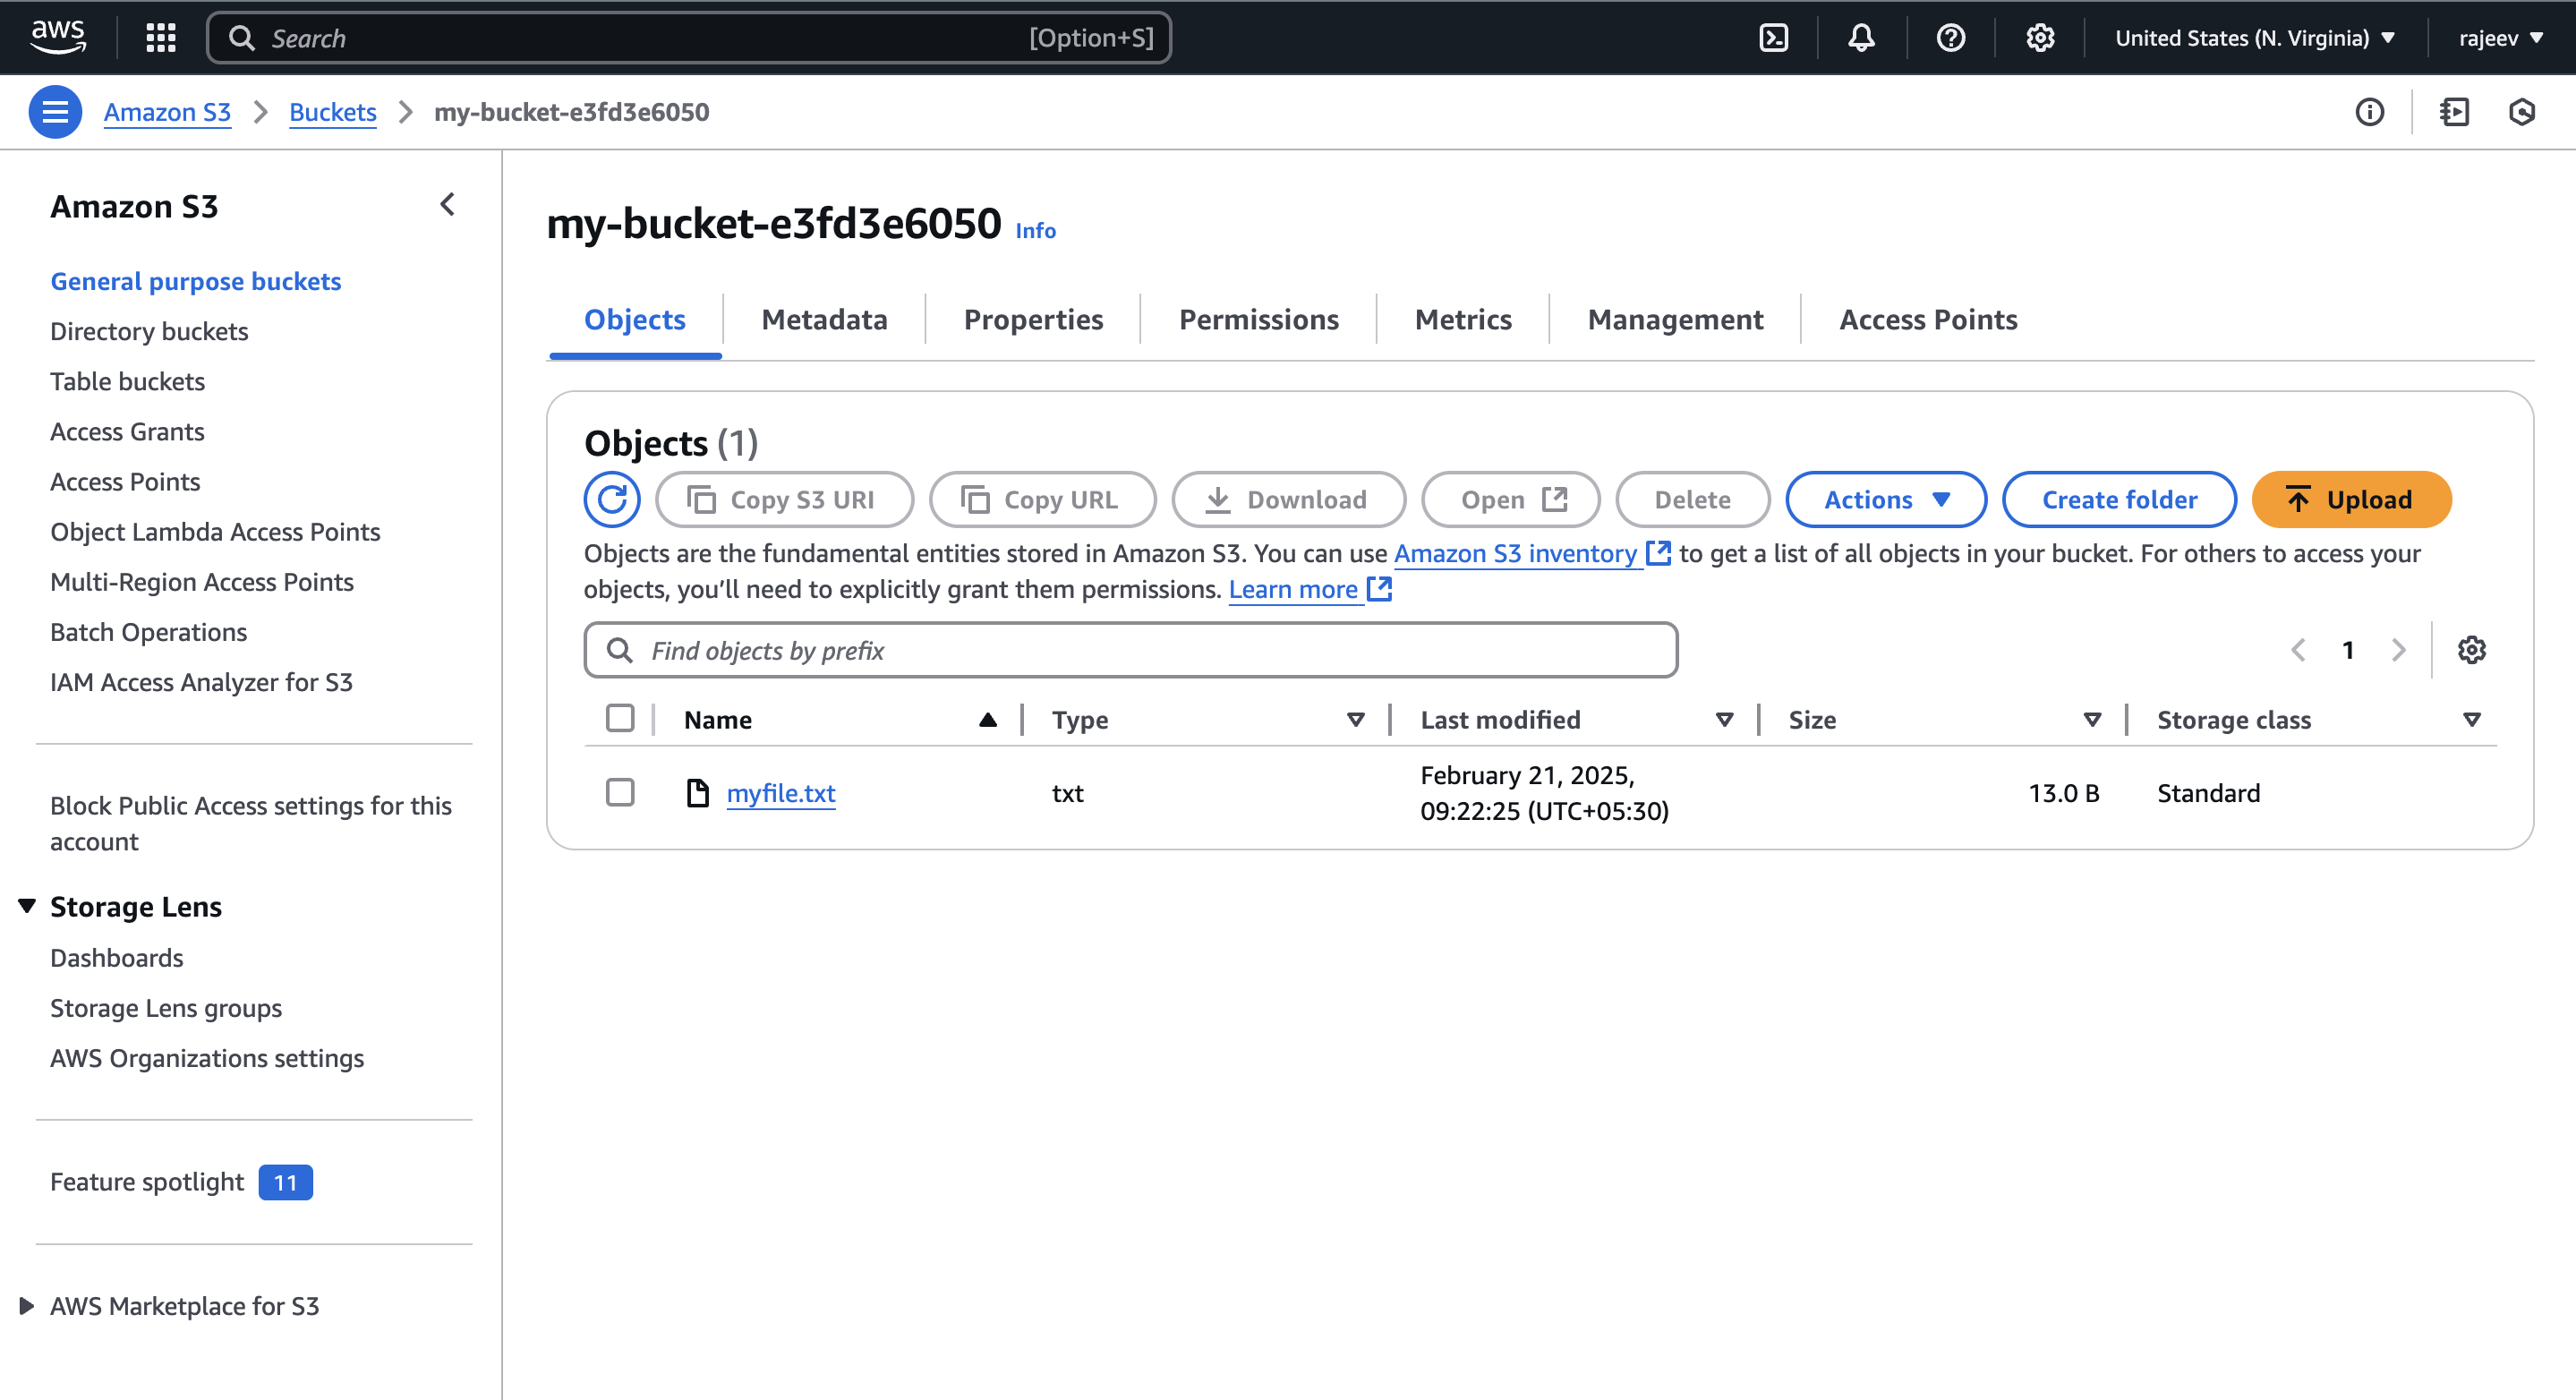 aws
Search [Option+S] United States (N. Virginia) rajeev
Amazon S3 Buckets my-bucket-e3fd3e6050
Amazon S3
General purpose buckets
Directory buckets
Table buckets
Access Grants
Access Points
Object Lambda Access Points
Multi-Region Access Points
Batch Operations
IAM Access Analyzer for S3
Block Public Access settings for this
account
Storage Lens
Dashboards
Storage Lens groups
AWS Organizations settings
Feature spotlight 11
AWS Marketplace for S3
my-bucket-e3fd3e6050 Info
Objects Metadata Properties Permissions Metrics Management Access Points
Objects (1)
Copy S3 URI Copy URL Download Open Delete Actions Create folder Upload
Objects are the fundamental entities stored in Amazon S3. You can use Amazon S3 inventory to get a list of all objects in your bucket. For others to access your
objects, you’ll need to explicitly grant them permissions. Learn more
Find objects by prefix 1
Name Type Last modified Size Storage class
myfile.txt txt February 21, 2025, 13.0 B Standard
09:22:25 (UTC+05:30)